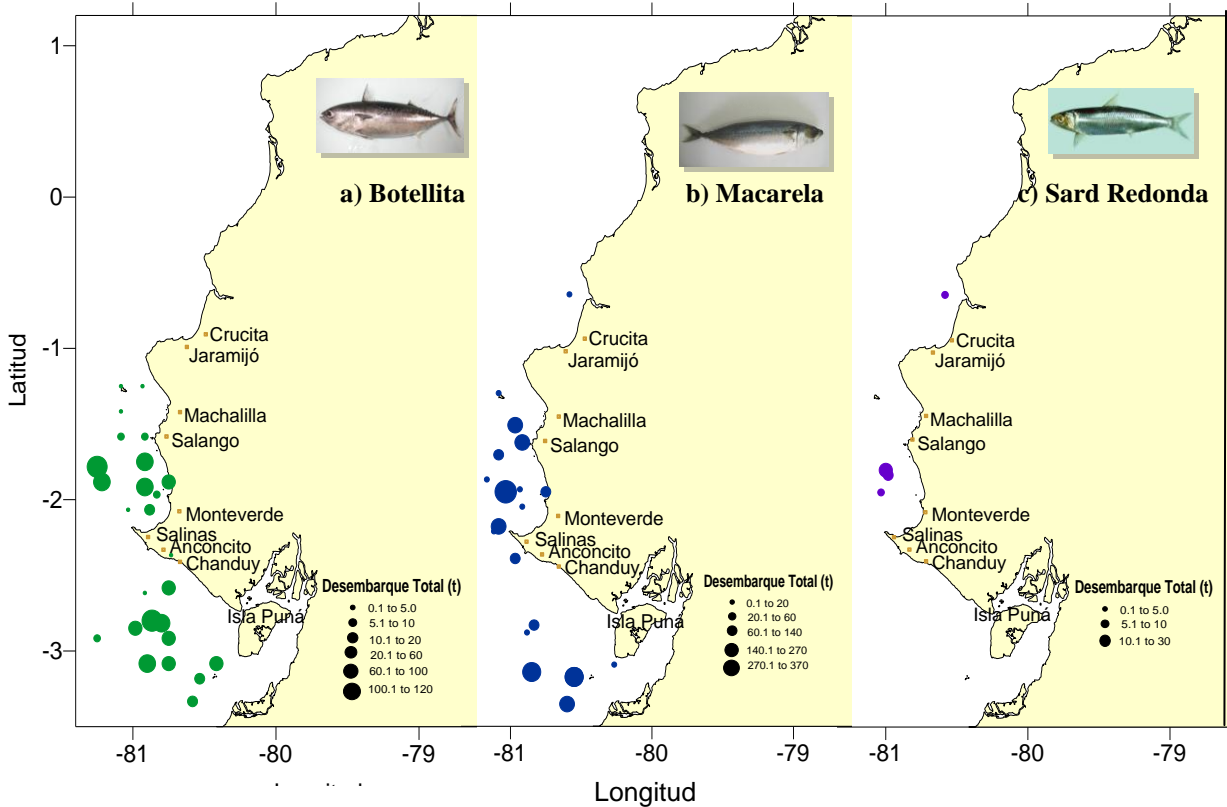 1
0
-1
-2
-3
Latitud
a) Botellita
Crucita
Jaramijó
Machalilla
Salango
Monteverde
Salinas
Anconcito
Chanduy
Isla Puná
Desembarque Total (t)
0.1 to 5.0
5.1 to 10
10.1 to 20
20.1 to 60
60.1 to 100
100.1 to 120
-81
-80
-79
b) Macarela
Crucita
Jaramijó
Machalilla
Salango
Monteverde
Salinas
Anconcito
Chanduy
Isla Puná
Desembarque Total (t)
0.1 to 20
20.1 to 60
60.1 to 140
140.1 to 270
270.1 to 370
-81
-80
-79
Longitud
c) Sard Redonda
Crucita
Jaramijó
Machalilla
Salango
Monteverde
Salinas
Anconcito
Chanduy
Isla Puná
Desembarque Total (t)
0.1 to 5.0
5.1 to 10
10.1 to 30
-81
-80
-79